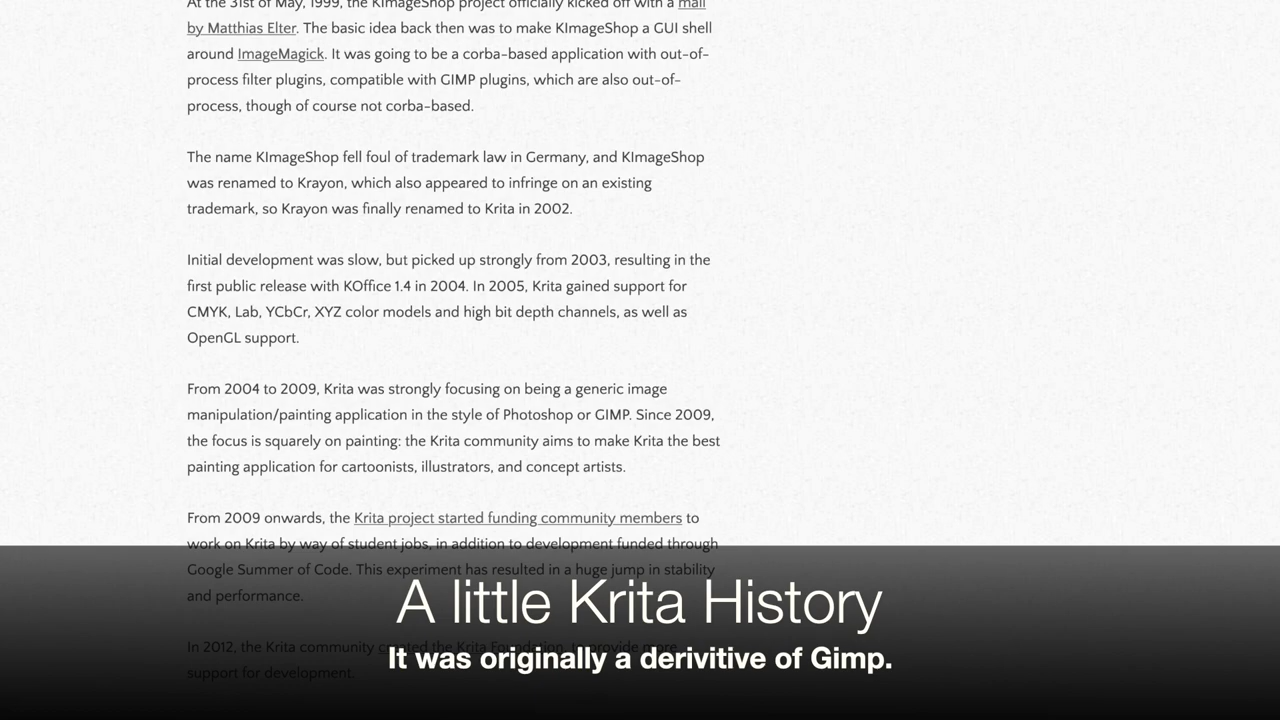 At the 31st of May, 1999, the KImageShop project officially kicked off with a mail
by Matthias Elter. The basic idea back then was to make KImageShop a GUI shell
around ImageMagick. It was going to be a corba-based application with out-of-
process filter plugins, compatible with GIMP plugins, which are also out-of-
process, though of course not corba-based.
The name KImageShop fell foul of trademark law in Germany, and KImageShop
was renamed to Krayon, which also appeared to infringe on an existing
trademark, so Krayon was finally renamed to Krita in 2002.
Initial development was slow, but picked up strongly from 2003, resulting in the
first public release with KOffice 1.4 in 2004. In 2005, Krita gained support for
CMYK, Lab, YCbCr, XYZ color models and high bit depth channels, as well as
OpenGL support.
From 2004 to 2009, Krita was strongly focusing on being a generic image
manipulation/painting application in the style of Photoshop or GIMP. Since 2009,
the focus is squarely on painting: the Krita community aims to make Krita the best
painting application for cartoonists, illustrators, and concept artists.
From 2009 onwards, the Krita project started funding community members to
work on Krita by way of student jobs, in addition to development funded through
Google Summer of Code. This experiment has resulted in a huge jump in stability
and performance.
In 2012, the Krita community created the Krita Foundation, to provide more
support for development.
A little Krita History
It was originally a derivitive of Gimp.